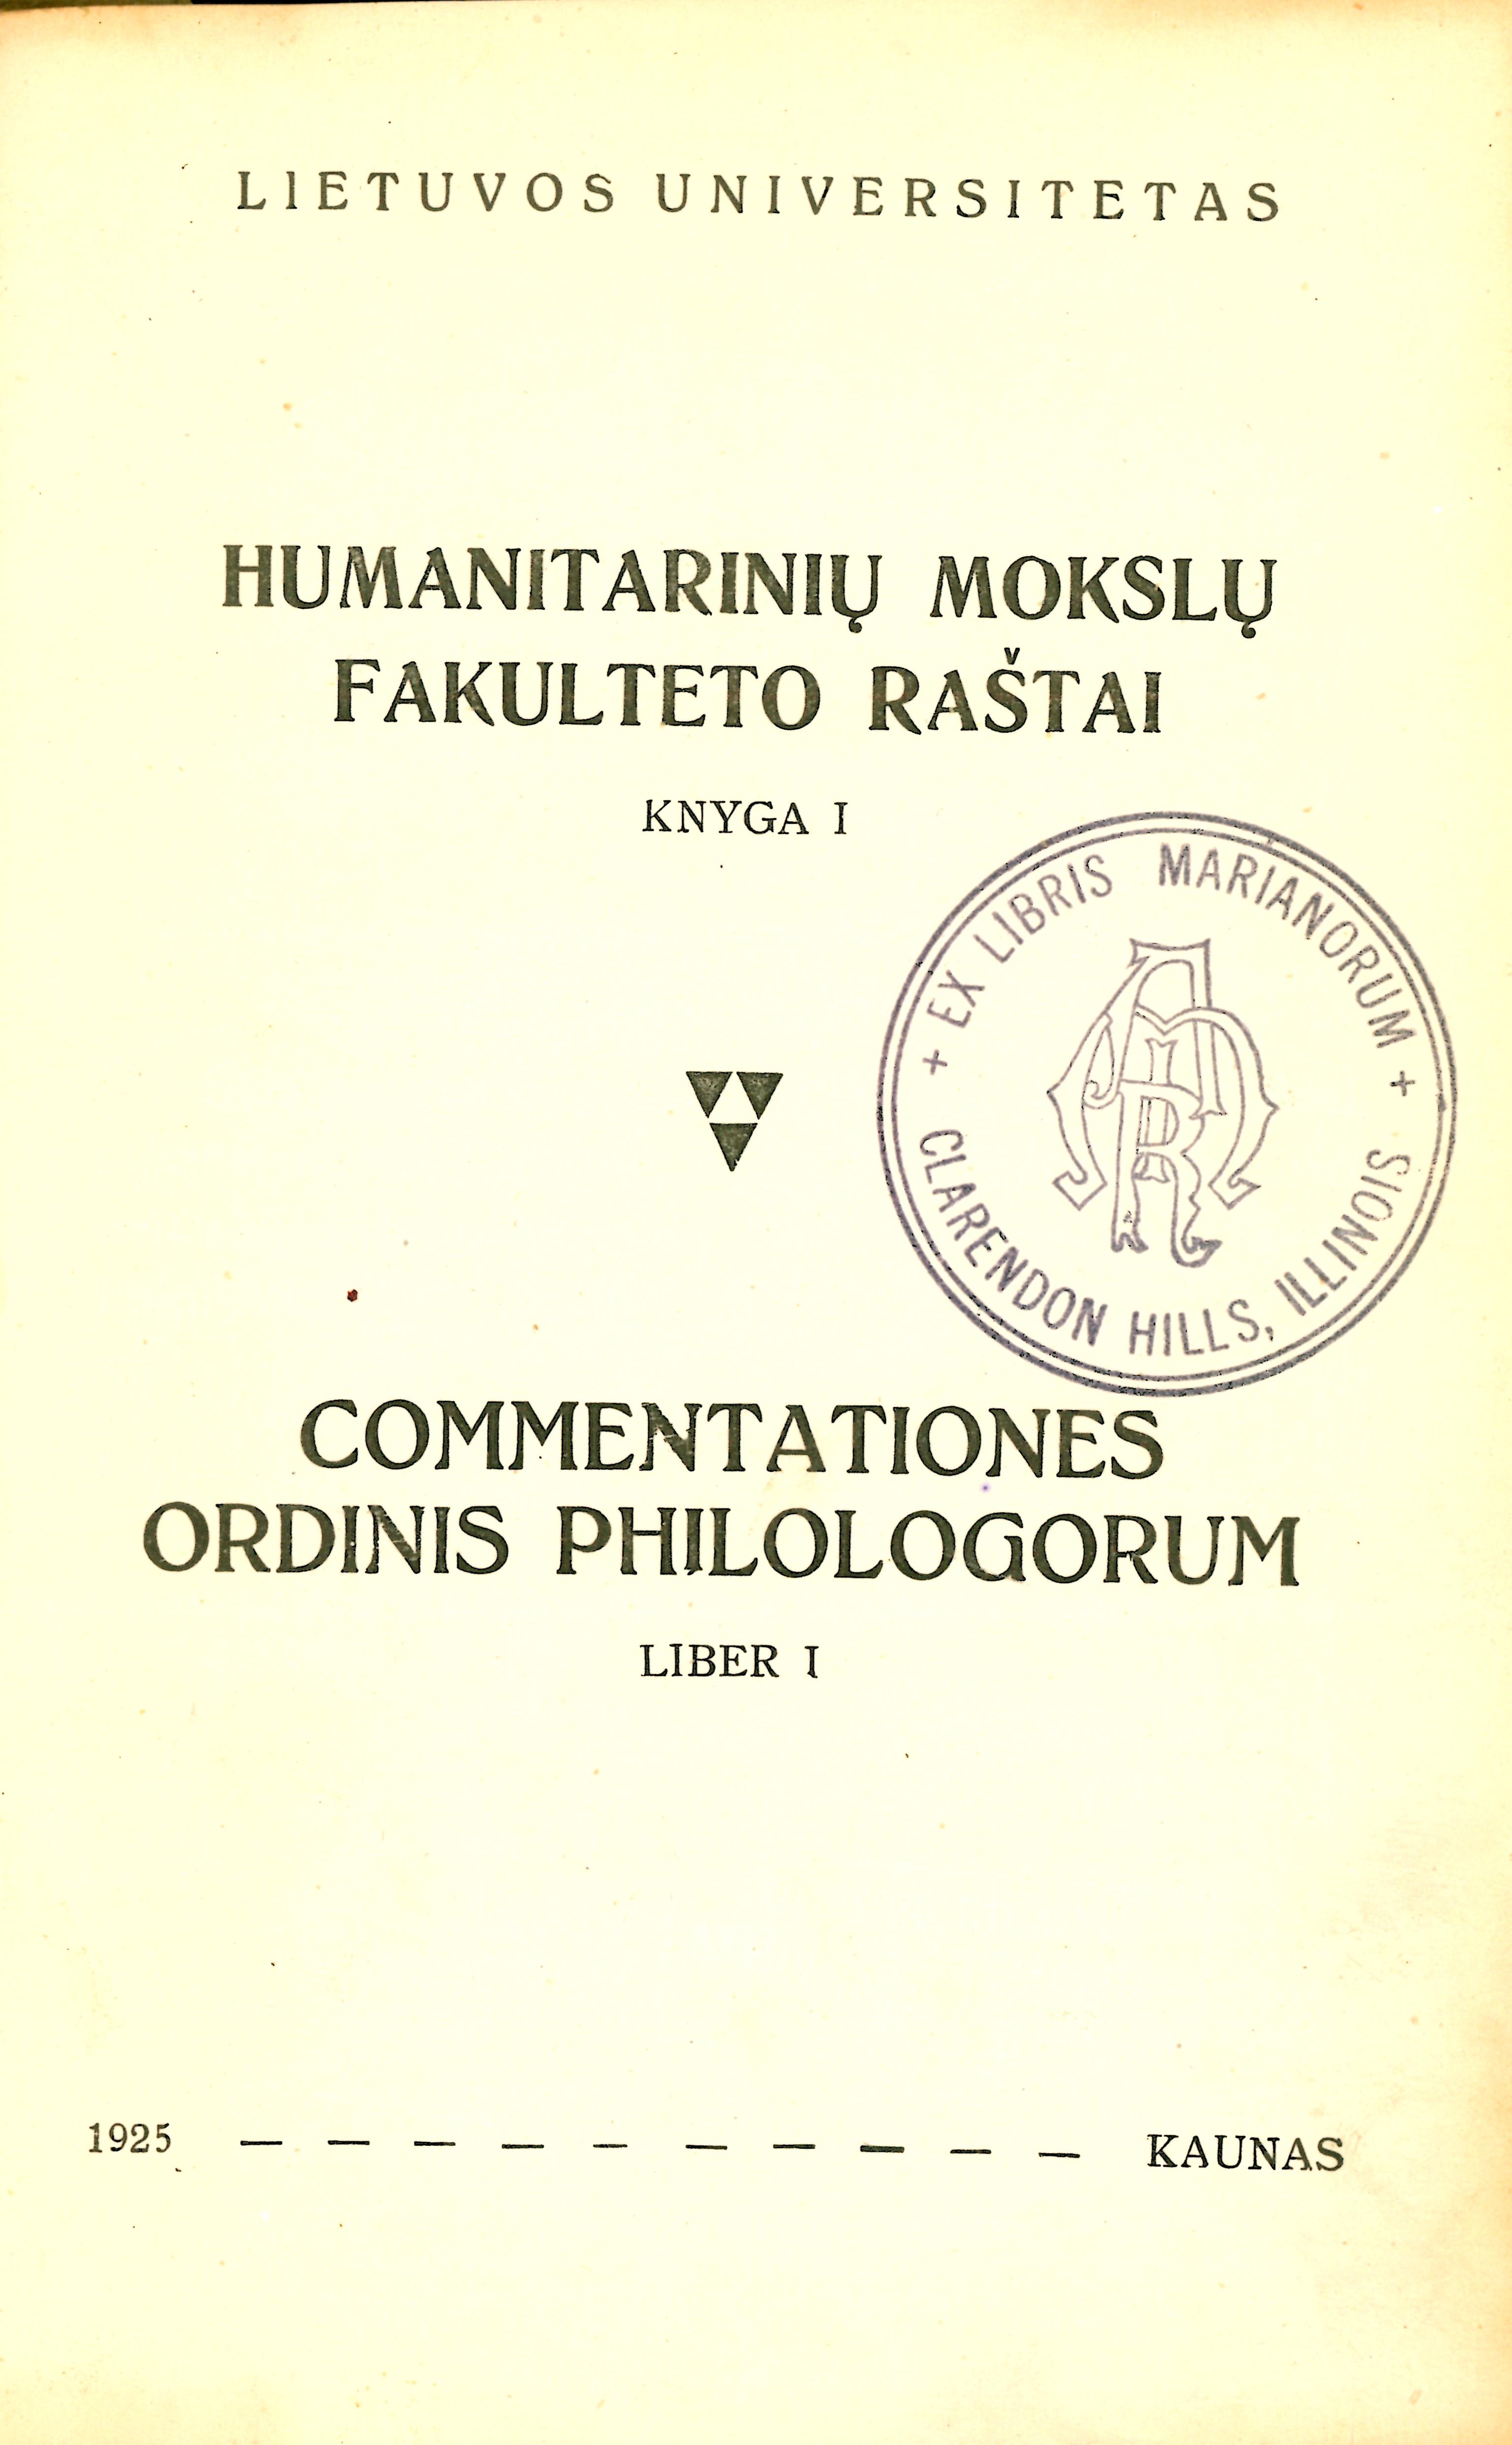 LIETUVOS UNIVERSITETAS
HUMANITARINIŲ MOKSLŲ
FAKULTETO RAŠTAI
KNYGA I
+ EX LIBRIS MARIANORUM +
CLARENDON HILLS, ILLINOIS
COMMENTATIONES
ORDINIS PHILOLOGORUM
LIBER I
1925 — — — — — — — — — — KAUNAS